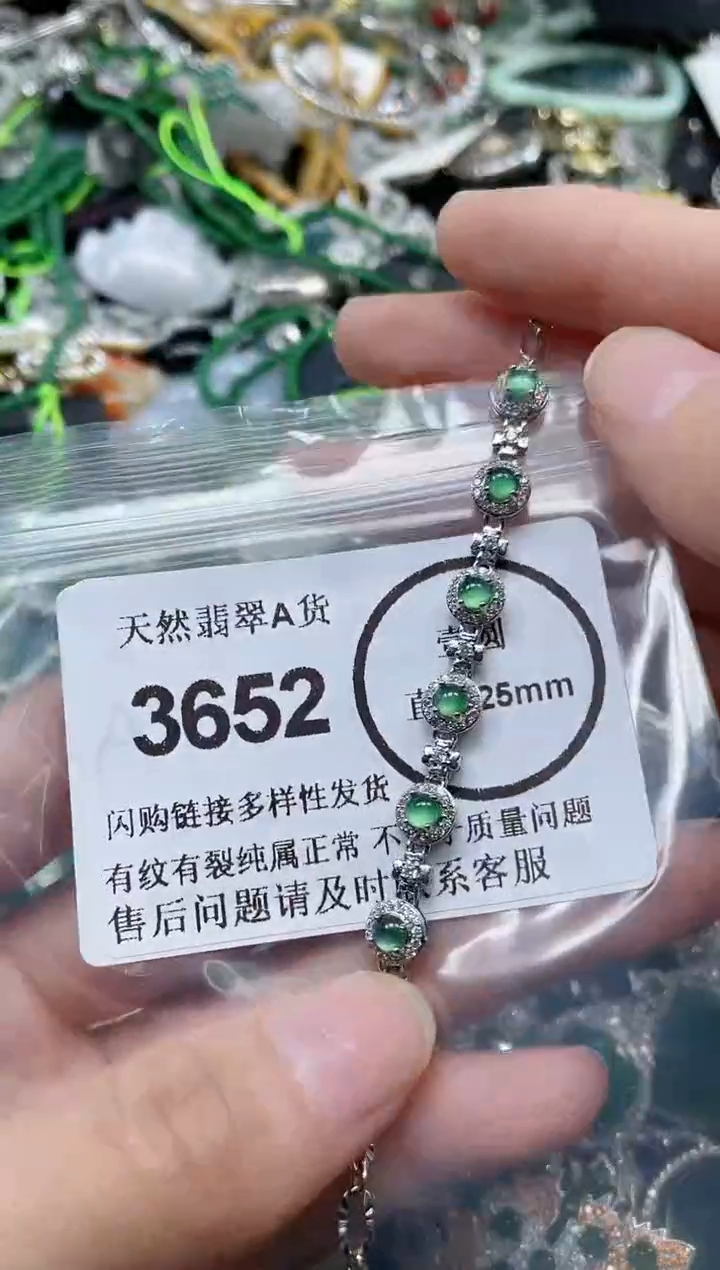 天然翡翠A货
3652
圆
直 25mm
闪购链接多样性发货
有纹有裂纯属正常 不 质量问题
售后问题请及时 系客服